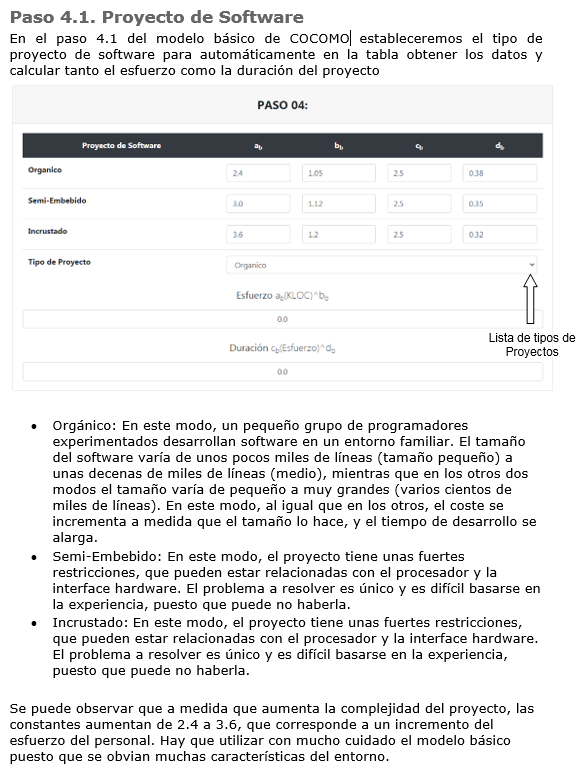 Paso 4.1. Proyecto de Software
En el paso 4.1 del modelo básico de COCOMO estableceremos el tipo de
proyecto de software para automáticamente en la tabla obtener los datos y
calcular tanto el esfuerzo como la duración del proyecto
PASO 04:
Proyecto de Software ab bb cb db
Organico 2.4 1.05 2.5 0.38
Semi-Embebido 3.0 1.12 2.5 0.35
Incrustado 3.6 1.2 2.5 0.32
Tipo de Proyecto Organico
Esfuerzo ab(KLOC)^bb
0.0
Duración cb(Esfuerzo)^db
0.0
Lista de tipos de
Proyectos
• Orgánico: En este modo, un pequeño grupo de programadores
experimentados desarrollan software en un entorno familiar. El tamaño
del software varía de unos pocos miles de líneas (tamaño pequeño) a
unas decenas de miles de líneas (medio), mientras que en los otros dos
modos el tamaño varía de pequeño a muy grandes (varios cientos de
miles de líneas). En este modo, al igual que en los otros, el coste se
incrementa a medida que el tamaño lo hace, y el tiempo de desarrollo se
alarga.
• Semi-Embebido: En este modo, el proyecto tiene unas fuertes
restricciones, que pueden estar relacionadas con el procesador y la
interface hardware. El problema a resolver es único y es difícil basarse en
la experiencia, puesto que puede no haberla.
• Incrustado: En este modo, el proyecto tiene unas fuertes restricciones,
que pueden estar relacionadas con el procesador y la interface hardware.
El problema a resolver es único y es difícil basarse en la experiencia,
puesto que puede no haberla.
Se puede observar que a medida que aumenta la complejidad del proyecto, las
constantes aumentan de 2.4 a 3.6, que corresponde a un incremento del
esfuerzo del personal. Hay que utilizar con mucho cuidado el modelo básico
puesto que se obvian muchas características del entorno.